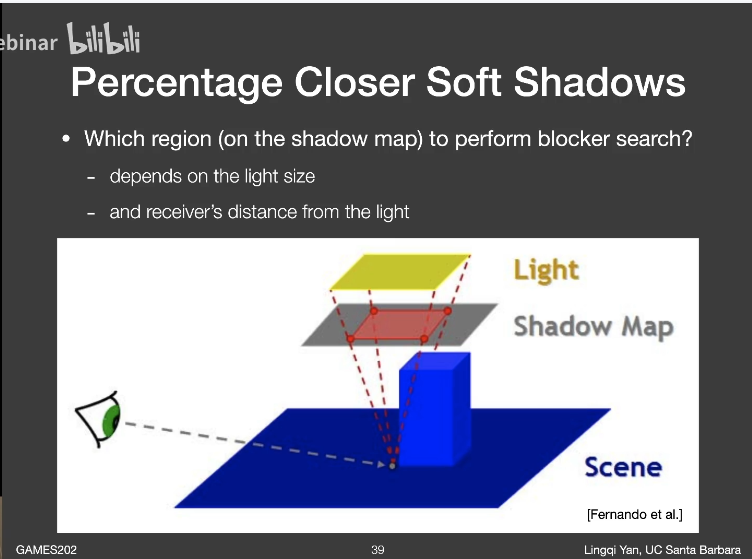 ebinar bilibili
Percentage Closer Soft Shadows
• Which region (on the shadow map) to perform blocker search?
- depends on the light size
- and receiver's distance from the light
Light
Shadow Map
Scene
[Fernando et al.]
GAMES202 39 Lingqi Yan, UC Santa Barbara